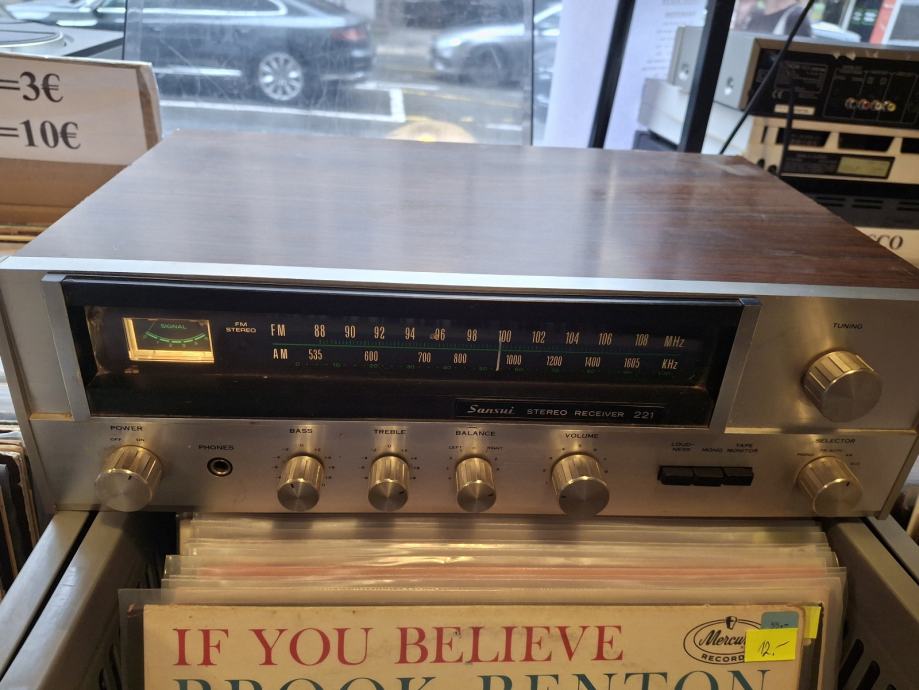 =3€
=10€
SIGNAL
FM STEREO
FM 88 90 92 94 96 98 100 102 104 106 108 MHz
AM 535 600 700 800 1000 1200 1400 1605 KHz
TUNING
Sansui STEREO RECEIVER 221
POWER
OFF ON
PHONES
BASS
TREBLE
BALANCE
LEFT RIGHT
VOLUME
LOUD-
NESS
MONO
TAPE
MONITOR
SELECTOR
IF YOU BELIEVE
BROOK BENTON
Mercury
RECORDS
12.-